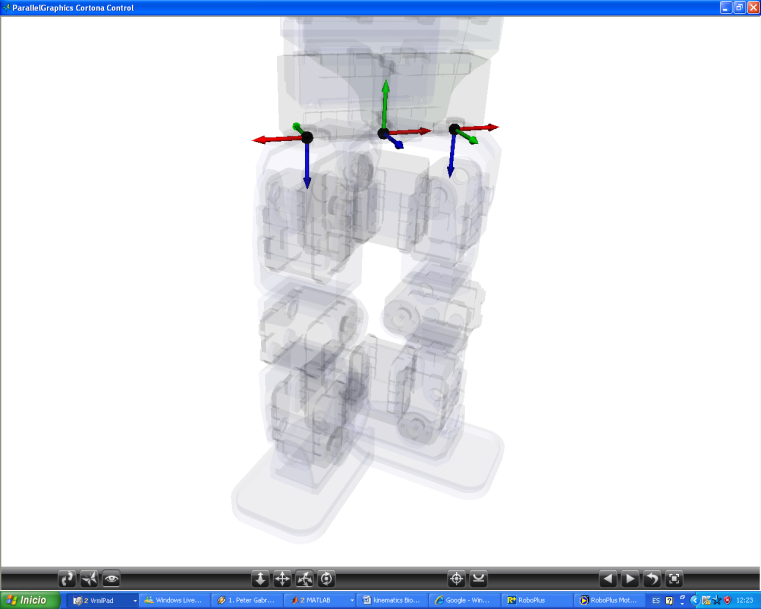 ParallelGraphics Cortona Control
Inicio
2 VrmlPad
Windows Live...
1. Peter Gabr...
2 MATLAB
kinematics Bio...
Google - Win...
RoboPlus
RoboPlus Mot...
ES
12:23